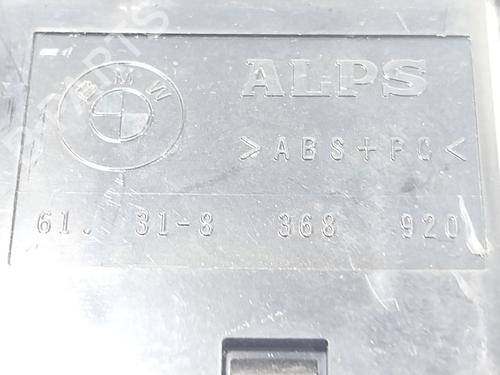 BMW
ALPS
>ABS+PC<
61. 31-8 368 920